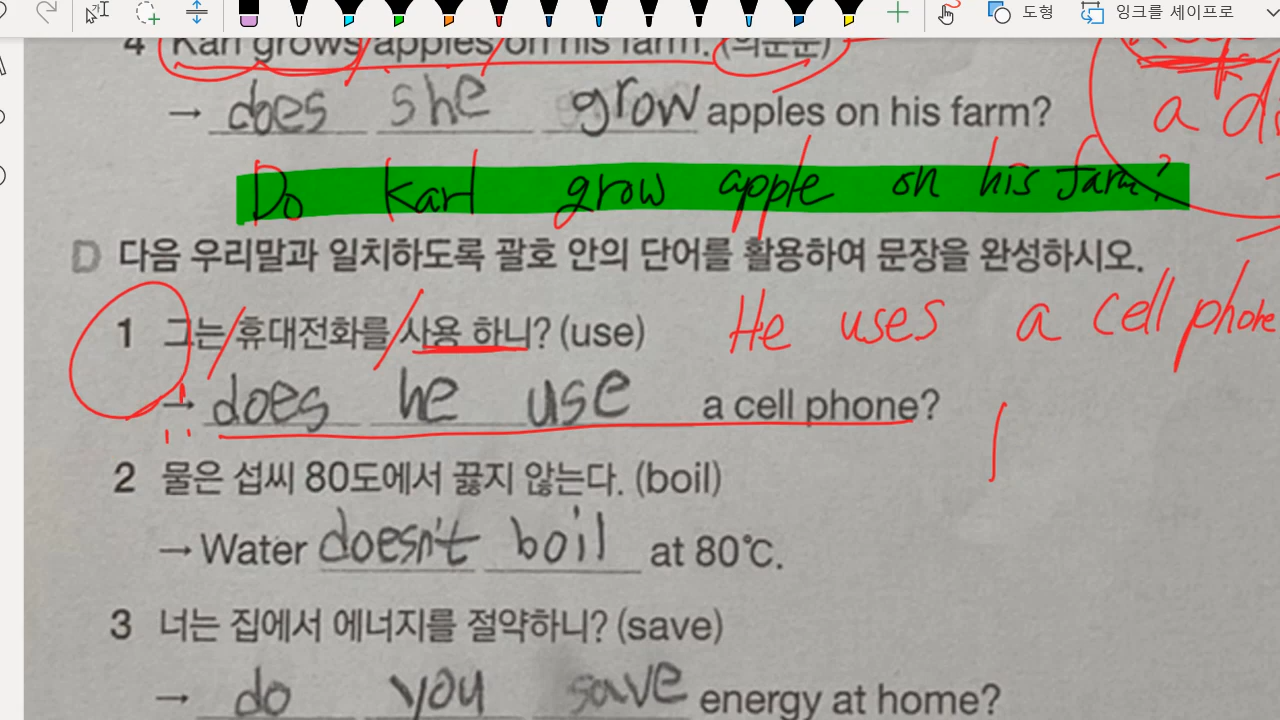 도형 잉크를 셰이프로
4 Karl grows apples on his farm. (의문문)
→ does she grow apples on his farm?
a
Do Karl grow apple on his farm?
D 다음 우리말과 일치하도록 괄호 안의 단어를 활용하여 문장을 완성하시오.
1 그는 휴대전화를 사용 하니? (use) He uses a cell phone
→ does he use a cell phone?
2 물은 섭씨 80도에서 끓지 않는다. (boil)
→ Water doesn't boil at 80℃.
3 너는 집에서 에너지를 절약하니? (save)
→ do you save energy at home?